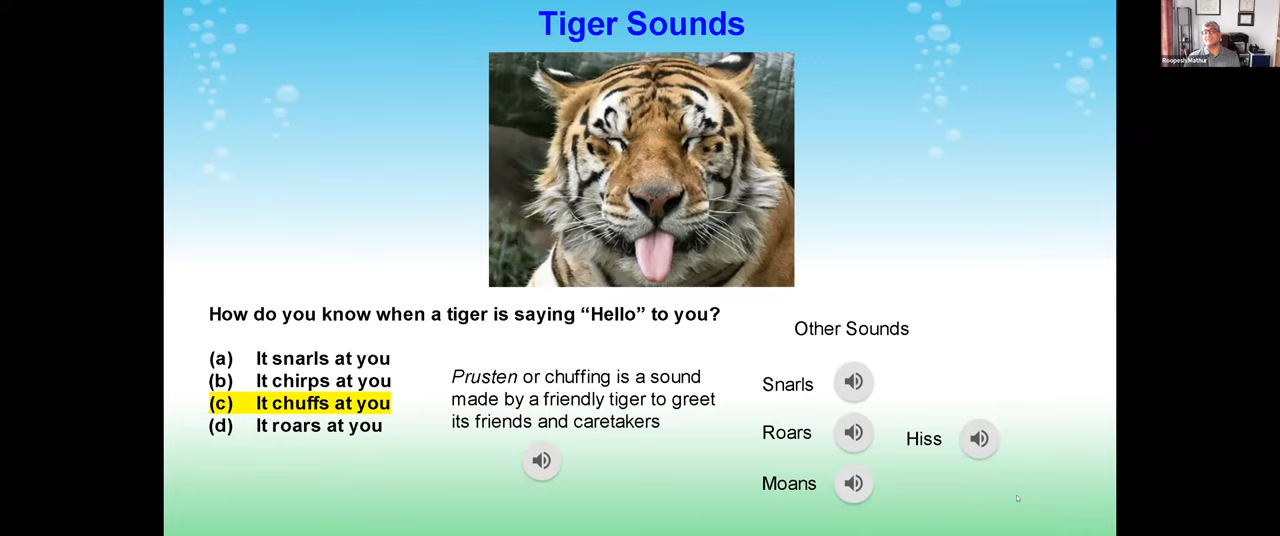 Tiger Sounds
Roopesh Mathur
How do you know when a tiger is saying “Hello” to you?
(a) It snarls at you
(b) It chirps at you
(c) It chuffs at you
(d) It roars at you
Prusten or chuffing is a sound
made by a friendly tiger to greet
its friends and caretakers
Other Sounds
Snarls
Roars
Hiss
Moans